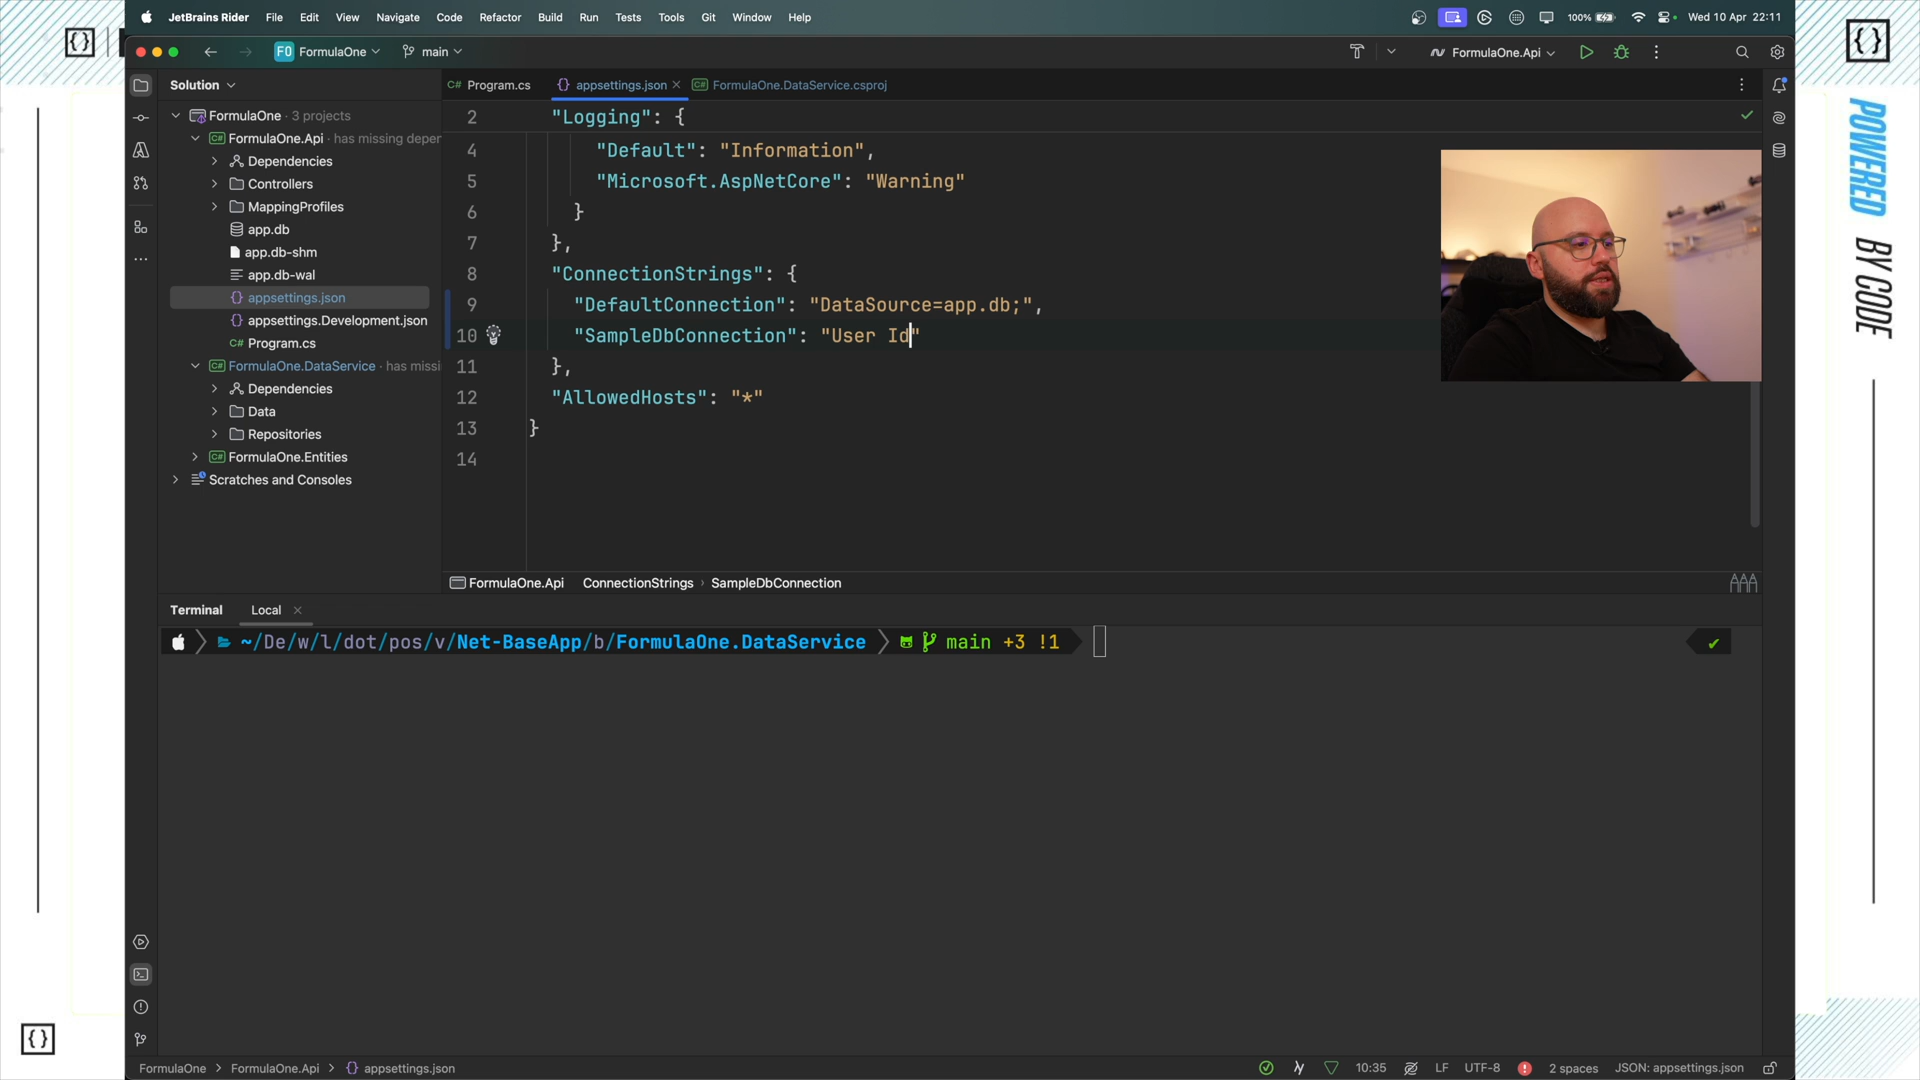 JetBrains Rider File Edit View Navigate Code Refactor Build Run Tests Tools Git Window Help 100% Wed 10 Apr 22:11
FO FormulaOne main FormulaOne.Api
Solution
Program.cs appsettings.json FormulaOne.DataService.csproj
FormulaOne · 3 projects
FormulaOne.Api · has missing deper
Dependencies
Controllers
MappingProfiles
app.db
app.db-shm
app.db-wal
appsettings.json
appsettings.Development.json
C# Program.cs
FormulaOne.DataService · has missi
Dependencies
Data
Repositories
FormulaOne.Entities
Scratches and Consoles
2 "Logging": {
4 "Default": "Information",
5 "Microsoft.AspNetCore": "Warning"
6 }
7 },
8 "ConnectionStrings": {
9 "DefaultConnection": "DataSource=app.db;",
10 "SampleDbConnection": "User Id"
11 },
12 "AllowedHosts": "*"
13 }
14
FormulaOne.Api ConnectionStrings › SampleDbConnection
Terminal Local
~/De/w/l/dot/pos/v/Net-BaseApp/b/FormulaOne.DataService main +3 !1
FormulaOne › FormulaOne.Api › appsettings.json 10:35 LF UTF-8 2 spaces JSON: appsettings.json
POWERED
BY CODE